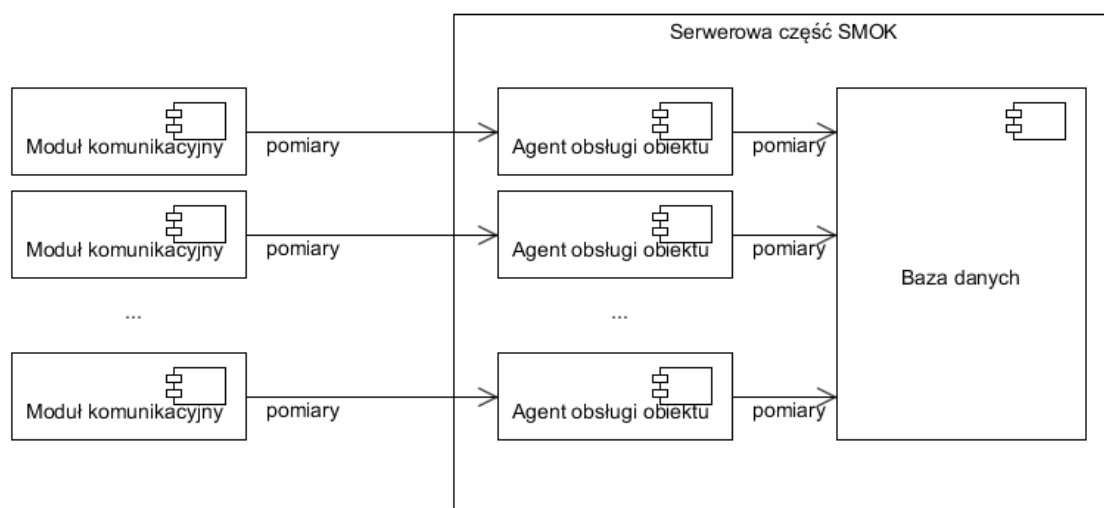 Serwerowa część SMOK
Moduł komunikacyjny
pomiary
Agent obsługi obiektu
pomiary
Moduł komunikacyjny
pomiary
Agent obsługi obiektu
pomiary
Baza danych
...
...
Moduł komunikacyjny
pomiary
Agent obsługi obiektu
pomiary